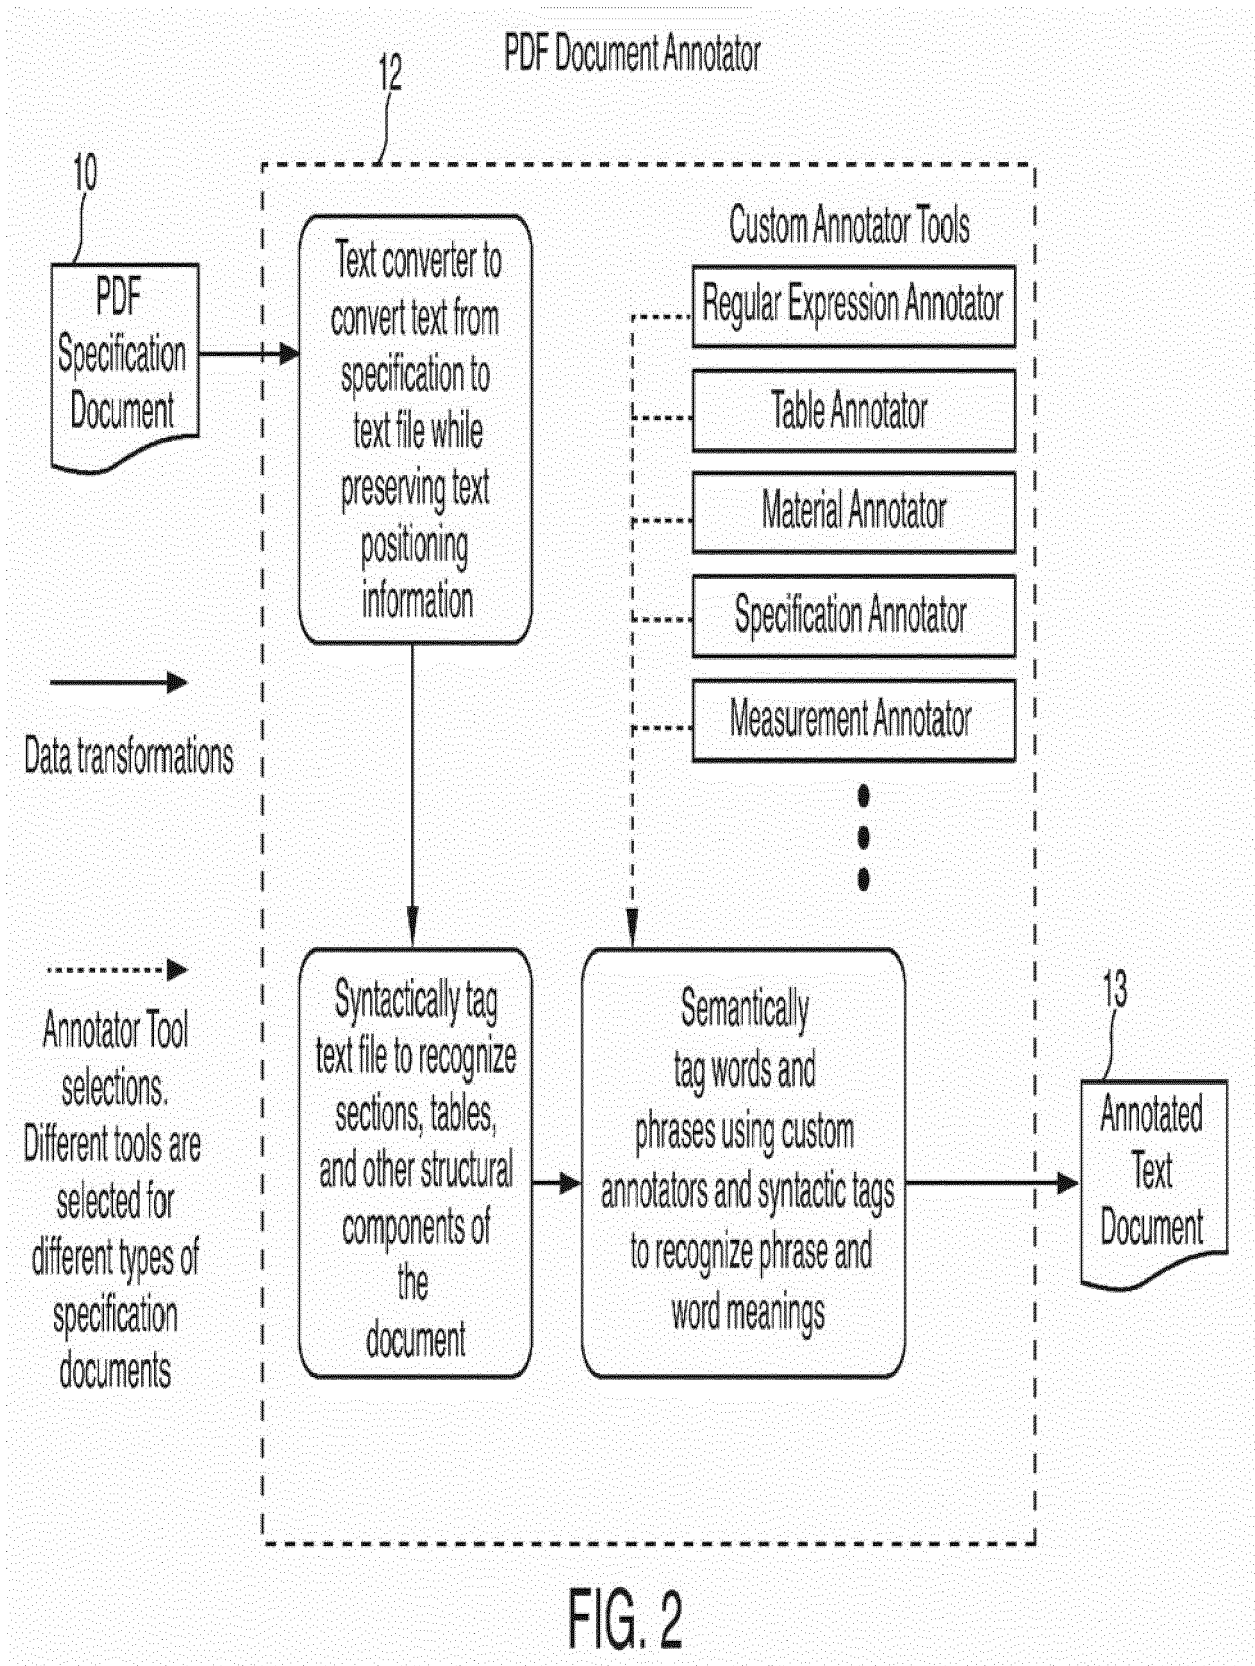 PDF Document Annotator
12
10
PDF
Specification
Document
Text converter to
convert text from
specification to
text file while
preserving text
positioning
information
Custom Annotator Tools
Regular Expression Annotator
Table Annotator
Material Annotator
Specification Annotator
Measurement Annotator
Data transformations
Annotator Tool
selections.
Different tools are
selected for
different types of
specification
documents
Syntactically tag
text file to recognize
sections, tables,
and other structural
components of
the
document
Semantically
tag words and
phrases using custom
annotators and syntactic tags
to recognize phrase and
word meanings
13
Annotated
Text
Document
FIG. 2